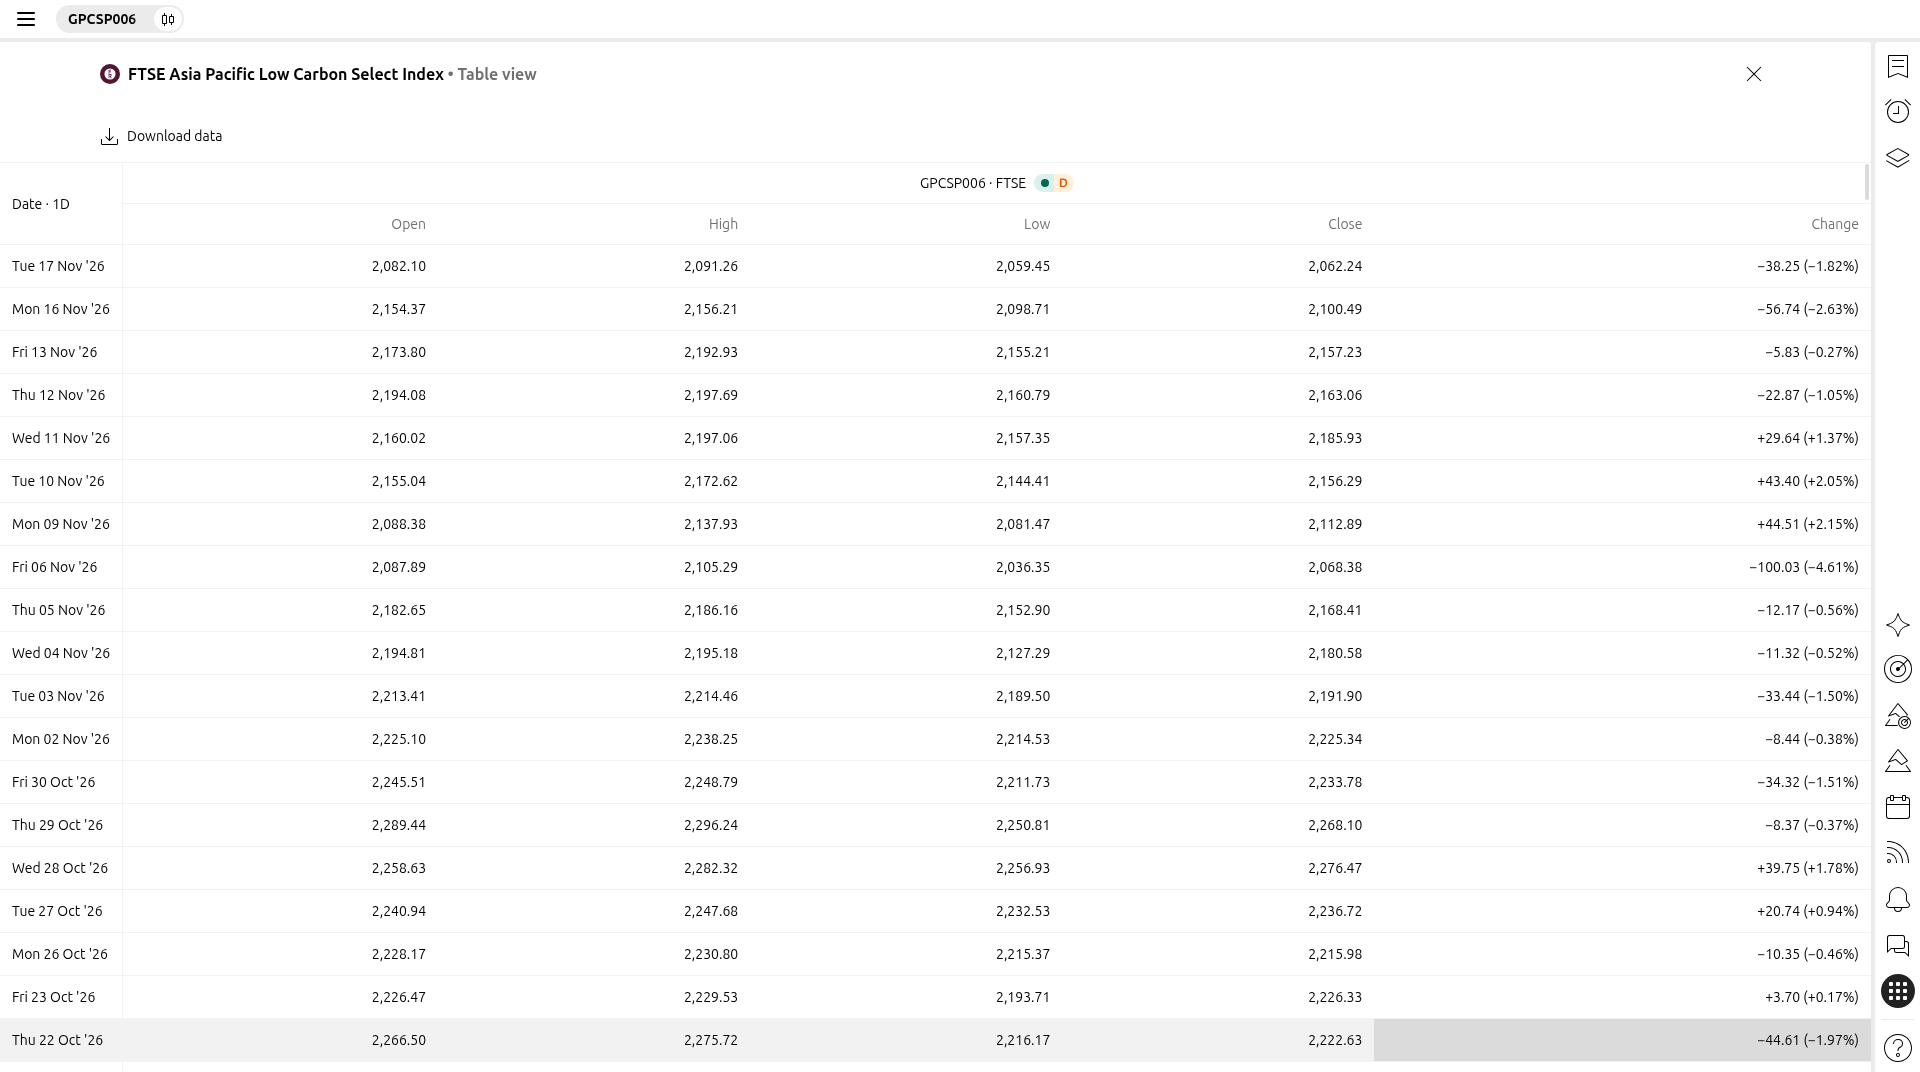 GPCSP006
FTSE Asia Pacific Low Carbon Select Index • Table view
Download data
Date · 1D
GPCSP006 · FTSE D
Open High Low Close Change
Tue 17 Nov '26 2,082.10 2,091.26 2,059.45 2,062.24 −38.25 (−1.82%)
Mon 16 Nov '26 2,154.37 2,156.21 2,098.71 2,100.49 −56.74 (−2.63%)
Fri 13 Nov '26 2,173.80 2,192.93 2,155.21 2,157.23 −5.83 (−0.27%)
Thu 12 Nov '26 2,194.08 2,197.69 2,160.79 2,163.06 −22.87 (−1.05%)
Wed 11 Nov '26 2,160.02 2,197.06 2,157.35 2,185.93 +29.64 (+1.37%)
Tue 10 Nov '26 2,155.04 2,172.62 2,144.41 2,156.29 +43.40 (+2.05%)
Mon 09 Nov '26 2,088.38 2,137.93 2,081.47 2,112.89 +44.51 (+2.15%)
Fri 06 Nov '26 2,087.89 2,105.29 2,036.35 2,068.38 −100.03 (−4.61%)
Thu 05 Nov '26 2,182.65 2,186.16 2,152.90 2,168.41 −12.17 (−0.56%)
Wed 04 Nov '26 2,194.81 2,195.18 2,127.29 2,180.58 −11.32 (−0.52%)
Tue 03 Nov '26 2,213.41 2,214.46 2,189.50 2,191.90 −33.44 (−1.50%)
Mon 02 Nov '26 2,225.10 2,238.25 2,214.53 2,225.34 −8.44 (−0.38%)
Fri 30 Oct '26 2,245.51 2,248.79 2,211.73 2,233.78 −34.32 (−1.51%)
Thu 29 Oct '26 2,289.44 2,296.24 2,250.81 2,268.10 −8.37 (−0.37%)
Wed 28 Oct '26 2,258.63 2,282.32 2,256.93 2,276.47 +39.75 (+1.78%)
Tue 27 Oct '26 2,240.94 2,247.68 2,232.53 2,236.72 +20.74 (+0.94%)
Mon 26 Oct '26 2,228.17 2,230.80 2,215.37 2,215.98 −10.35 (−0.46%)
Fri 23 Oct '26 2,226.47 2,229.53 2,193.71 2,226.33 +3.70 (+0.17%)
Thu 22 Oct '26 2,266.50 2,275.72 2,216.17 2,222.63 −44.61 (−1.97%)